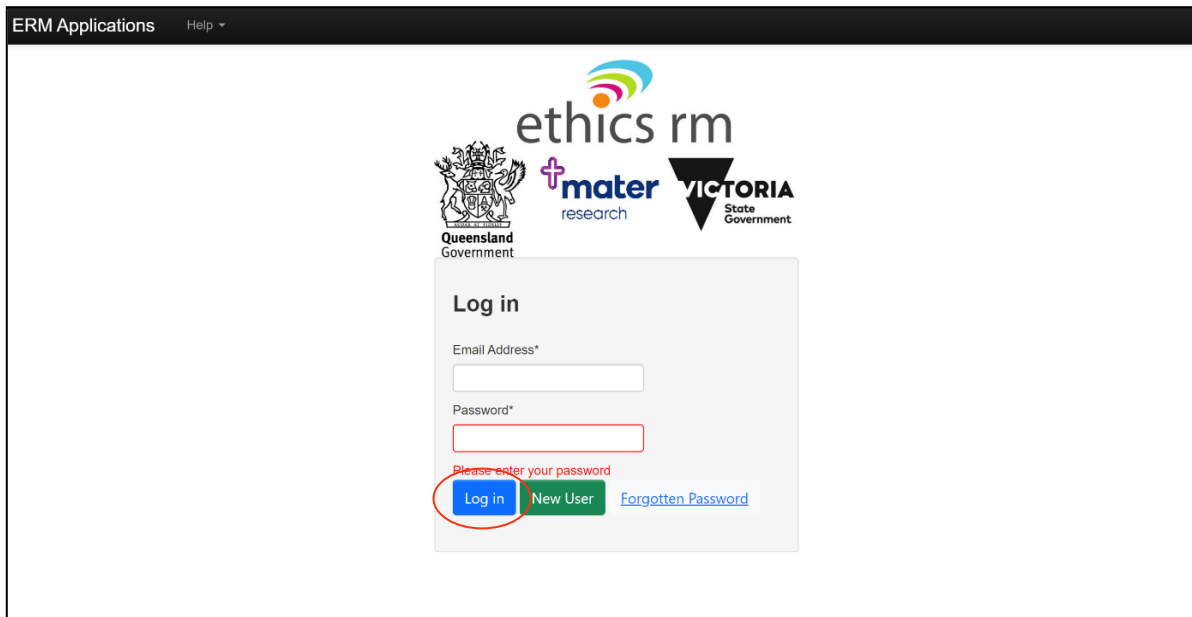 ERM Applications Help
ethics rm
mater
research
VICTORIA
State
Government
Queensland
Government
Log in
Email Address*
Password*
Please enter your password
Log in New User Forgotten Password